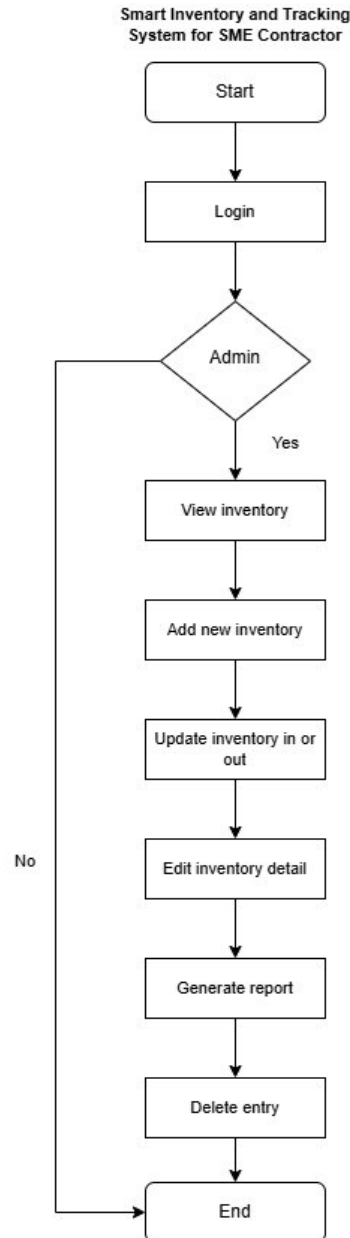 Smart Inventory and Tracking
System for SME Contractor
Start
Login
Admin
Yes
View inventory
Add new inventory
Update inventory in or
out
No
Edit inventory detail
Generate report
Delete entry
End